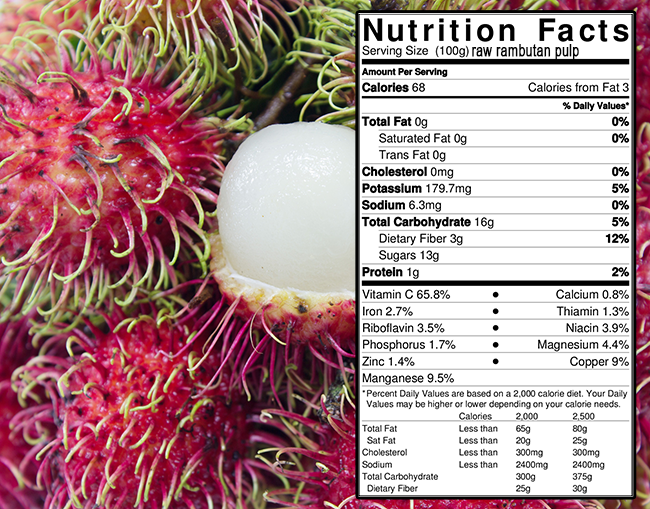 Nutrition Facts
Serving Size (100g) raw rambutan pulp
Amount Per Serving
Calories 68 Calories from Fat 3
% Daily Values*
Total Fat 0g 0%
Saturated Fat 0g 0%
Trans Fat 0g
Cholesterol 0mg 0%
Potassium 179.7mg 5%
Sodium 6.3mg 0%
Total Carbohydrate 16g 5%
Dietary Fiber 3g 12%
Sugars 13g
Protein 1g 2%
Vitamin C 65.8% • Calcium 0.8%
Iron 2.7% • Thiamin 1.3%
Riboflavin 3.5% • Niacin 3.9%
Phosphorus 1.7% • Magnesium 4.4%
Zinc 1.4% • Copper 9%
Manganese 9.5%
*Percent Daily Values are based on a 2,000 calorie diet. Your Daily
Values may be higher or lower depending on your calorie needs.
Calories 2,000 2,500
Total Fat Less than 65g 80g
Sat Fat Less than 20g 25g
Cholesterol Less than 300mg 300mg
Sodium Less than 2400mg 2400mg
Total Carbohydrate 300g 375g
Dietary Fiber 25g 30g